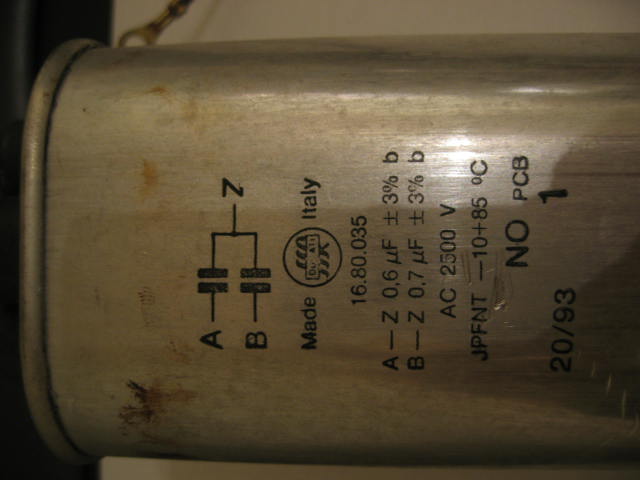 A
B
Z
Made Italy
16.80.035
A — Z 0,6 µF ± 3% b
B — Z 0,7 µF ± 3% b
AC 2500 V
JPFNT —10+85 ºC
NO PCB
20/93 1